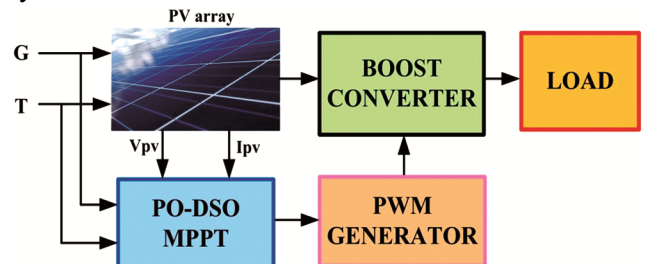 PV array
G
T
BOOST
CONVERTER
LOAD
Vpv
Ipv
PO-DSO
MPPT
PWM
GENERATOR